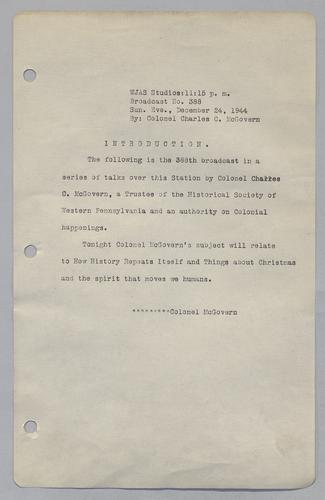 WJAS Studios:11:15 p. m.
Broadcast No. 388
Sun. Eve., December 24, 1944
By: Colonel Charles C. McGovern
I N T R O D U C T I O N .
The following is the 388th broadcast in a
series of talks over this Station by Colonel Charles
C. McGovern, a Trustee of the Historical Society of
Western Pennsylvania and an authority on Colonial
happenings.
Tonight Colonel McGovern's subject will relate
to How History Repeats Itself and Things about Christmas
and the spirit that moves we humans.
*********Colonel McGovern